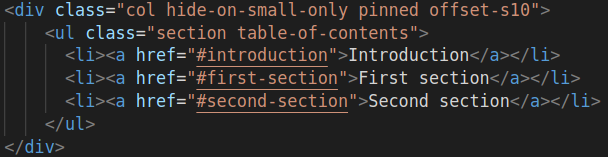 <div class="col hide-on-small-only pinned offset-s10">
<ul class="section table-of-contents">
<li><a href="#introduction">Introduction</a></li>
<li><a href="#first-section">First section</a></li>
<li><a href="#second-section">Second section</a></li>
</ul>
</div>